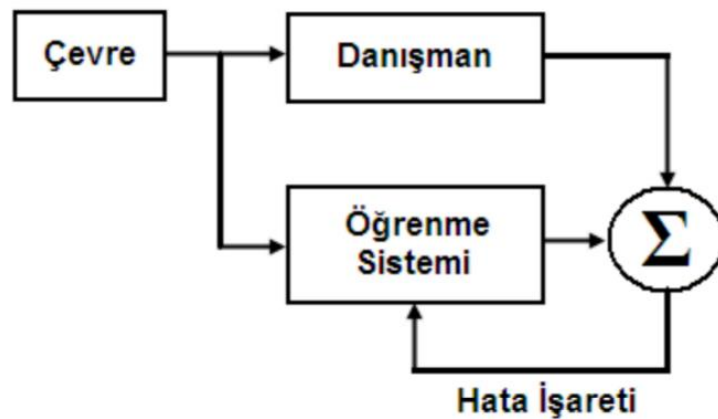 Çevre
Danışman
Öğrenme
Sistemi
Σ
Hata İşareti